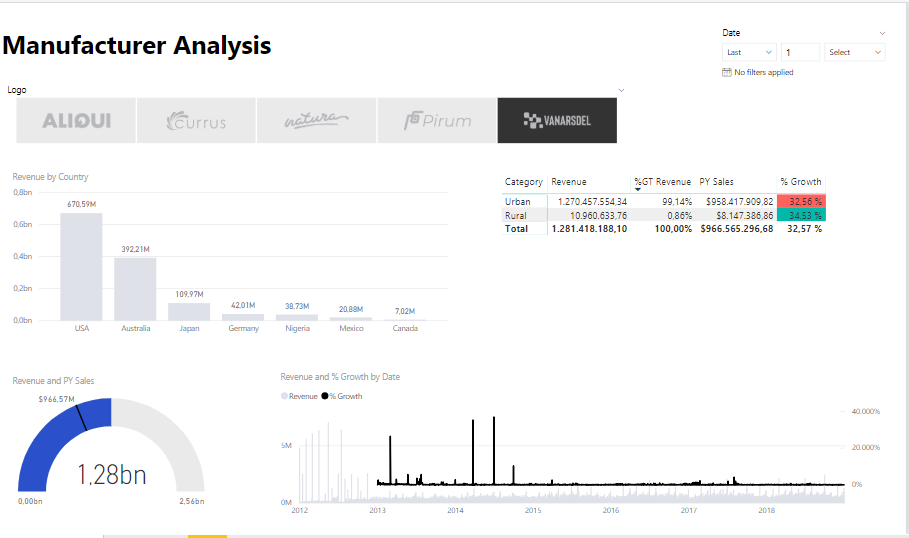 Manufacturer Analysis
Date
Last 1 Select
No filters applied
Logo
ALIQUI currus natura Pirum VANARSDEL
Revenue by Country
0,8bn
0,6bn
0,4bn
0,2bn
0,0bn
670,59M
392,21M
109,97M
42,01M
38,73M
20,88M
7,02M
USA Australia Japan Germany Nigeria Mexico Canada
Category Revenue %GT Revenue PY Sales % Growth
Urban 1.270.457.554,34 99,14% $958.417.909,82 32,56 %
Rural 10.960.633,76 0,86% $8.147.386,86 34,53 %
Total 1.281.418.188,10 100,00% $966.565.296,68 32,57 %
Revenue and PY Sales
$966,57M
1,28bn
0,00bn 2,56bn
Revenue and % Growth by Date
Revenue % Growth
5M
0M
40.000%
20.000%
0%
2012 2013 2014 2015 2016 2017 2018